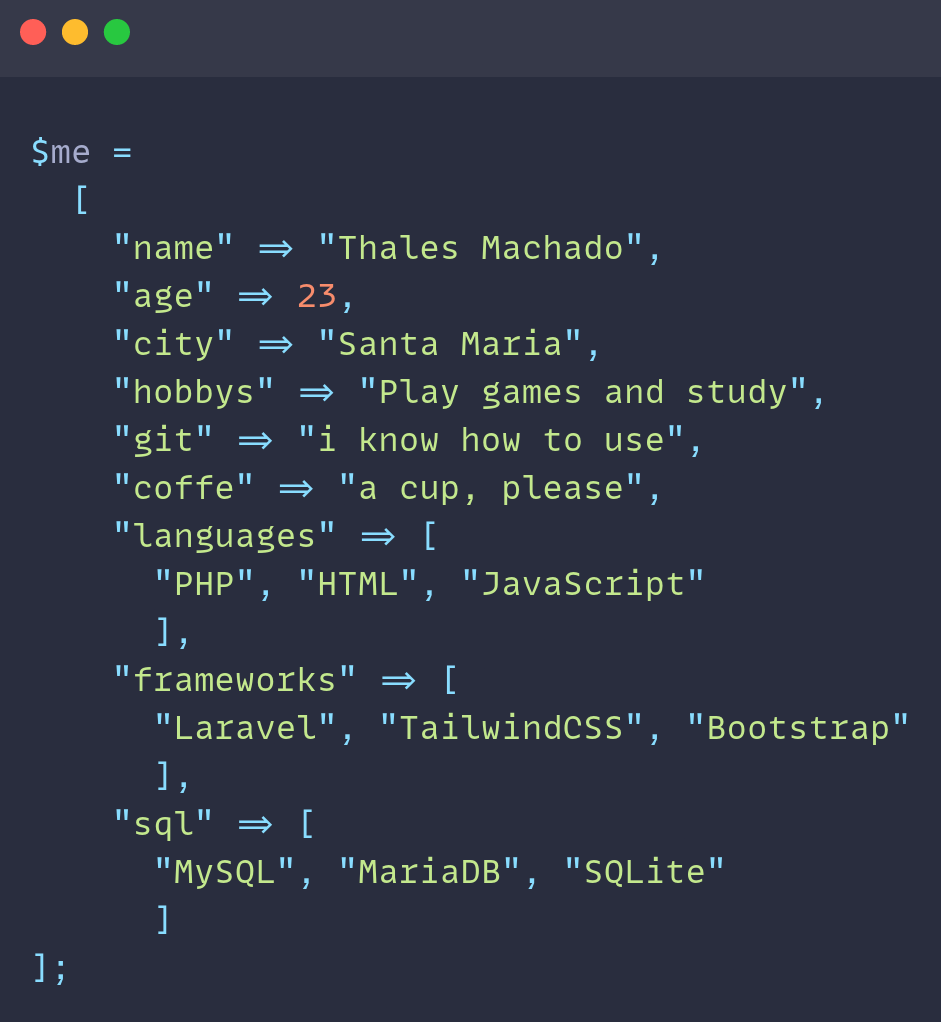 $me =
  [
    "name" => "Thales Machado",
    "age" => 23,
    "city" => "Santa Maria",
    "hobbys" => "Play games and study",
    "git" => "i know how to use",
    "coffe" => "a cup, please",
    "languages" => [
      "PHP", "HTML", "JavaScript"
      ],
    "frameworks" => [
      "Laravel", "TailwindCSS", "Bootstrap"
      ],
    "sql" => [
      "MySQL", "MariaDB", "SQLite"
      ]
];